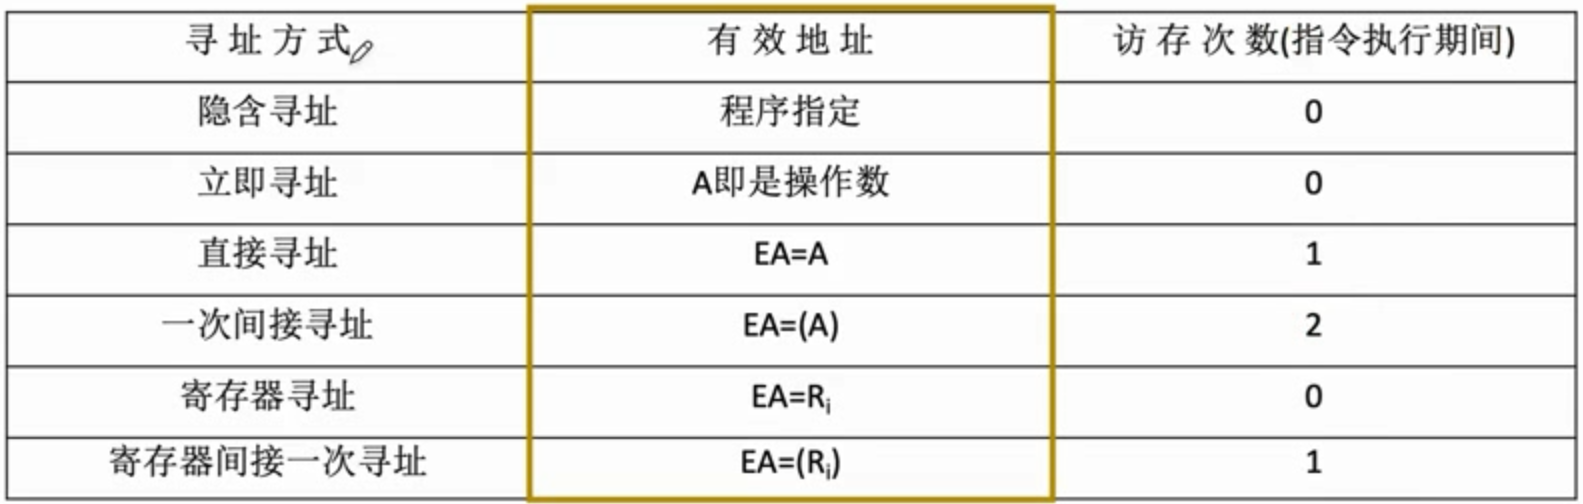 寻址方式 有效地址 访存次数(指令执行期间)
隐含寻址 程序指定 0
立即寻址 A即是操作数 0
直接寻址 EA=A 1
一次间接寻址 EA=(A) 2
寄存器寻址 EA=Rᵢ 0
寄存器间接一次寻址 EA=(Rᵢ) 1